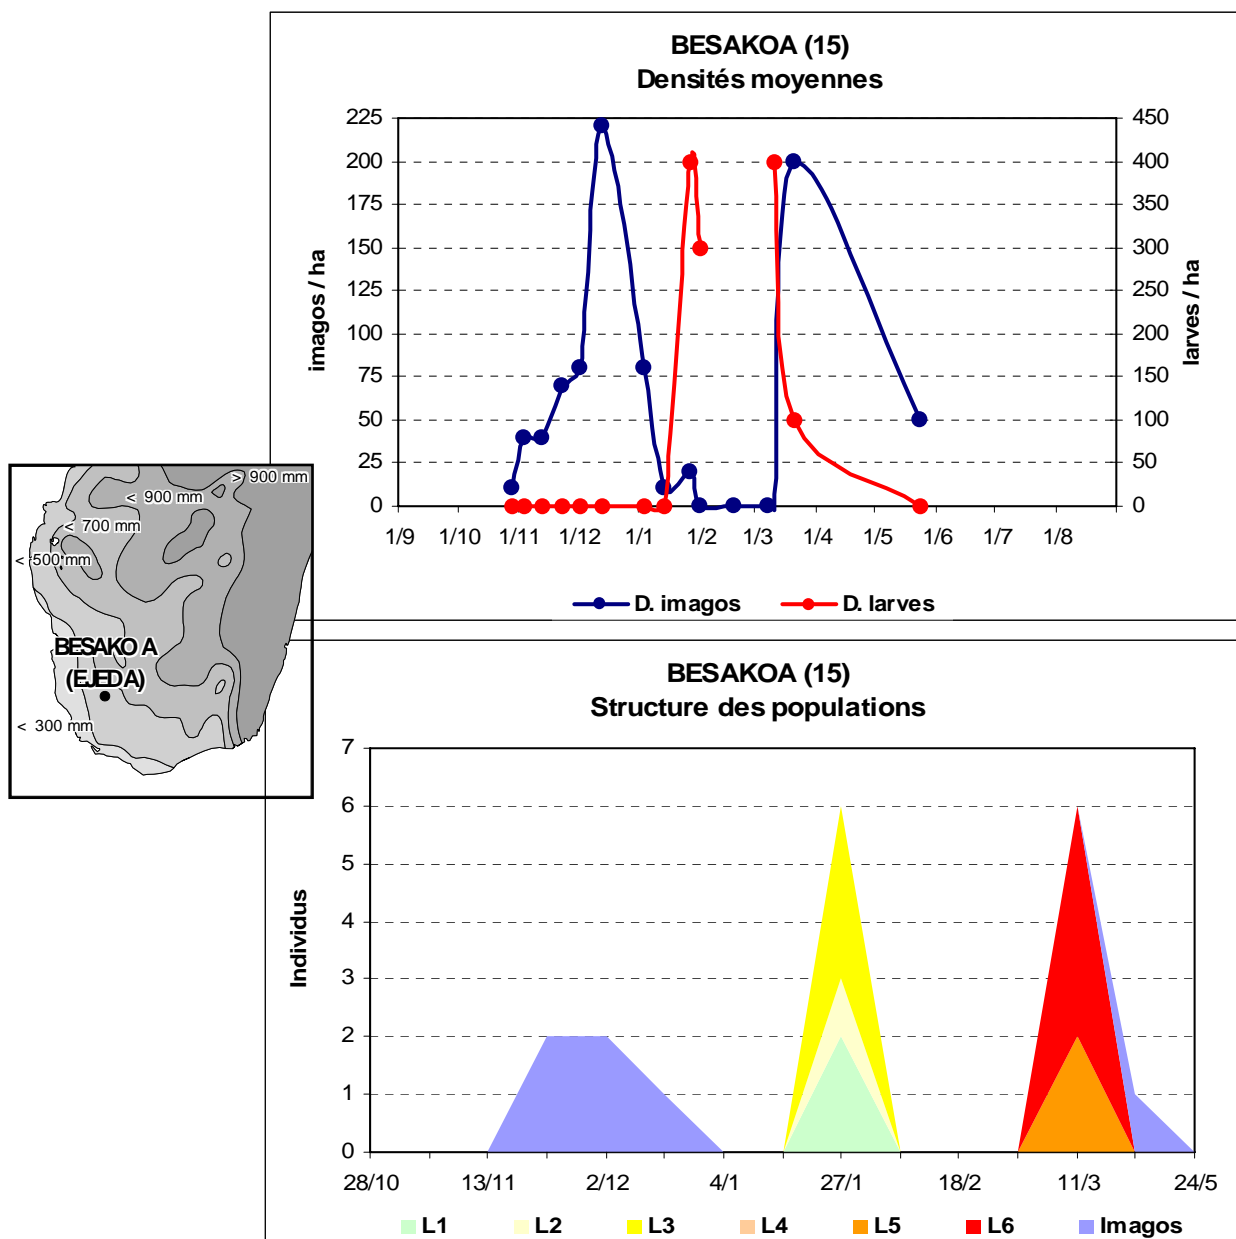 BESAKOA (15)
Densités moyennes
225
200
175
150
125
100
75
50
25
0
imagos / ha
450
400
350
300
250
200
150
100
50
0
larves / ha
1/9 1/10 1/11 1/12 1/1 1/2 1/3 1/4 1/5 1/6 1/7 1/8
D. imagos D. larves
> 900 mm
< 900 mm
< 700 mm
< 500 mm
BESAKO A
(EJEDA)
< 300 mm
BESAKOA (15)
Structure des populations
7
6
5
4
3
2
1
0
Individus
28/10 13/11 2/12 4/1 27/1 18/2 11/3 24/5
L1 L2 L3 L4 L5 L6 Imagos